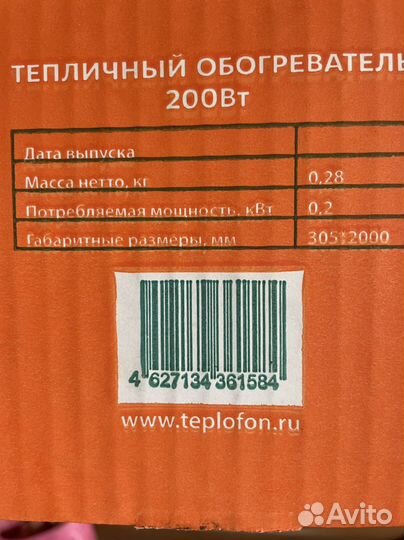 ТЕПЛИЧНЫЙ ОБОГРЕВАТЕЛЬ
200Вт
Дата выпуска
Масса нетто, кг 0,28
Потребляемая мощность, кВт 0,2
Габаритные размеры, мм 305*2000
4 627134 361584
www.teplofon.ru
Avito